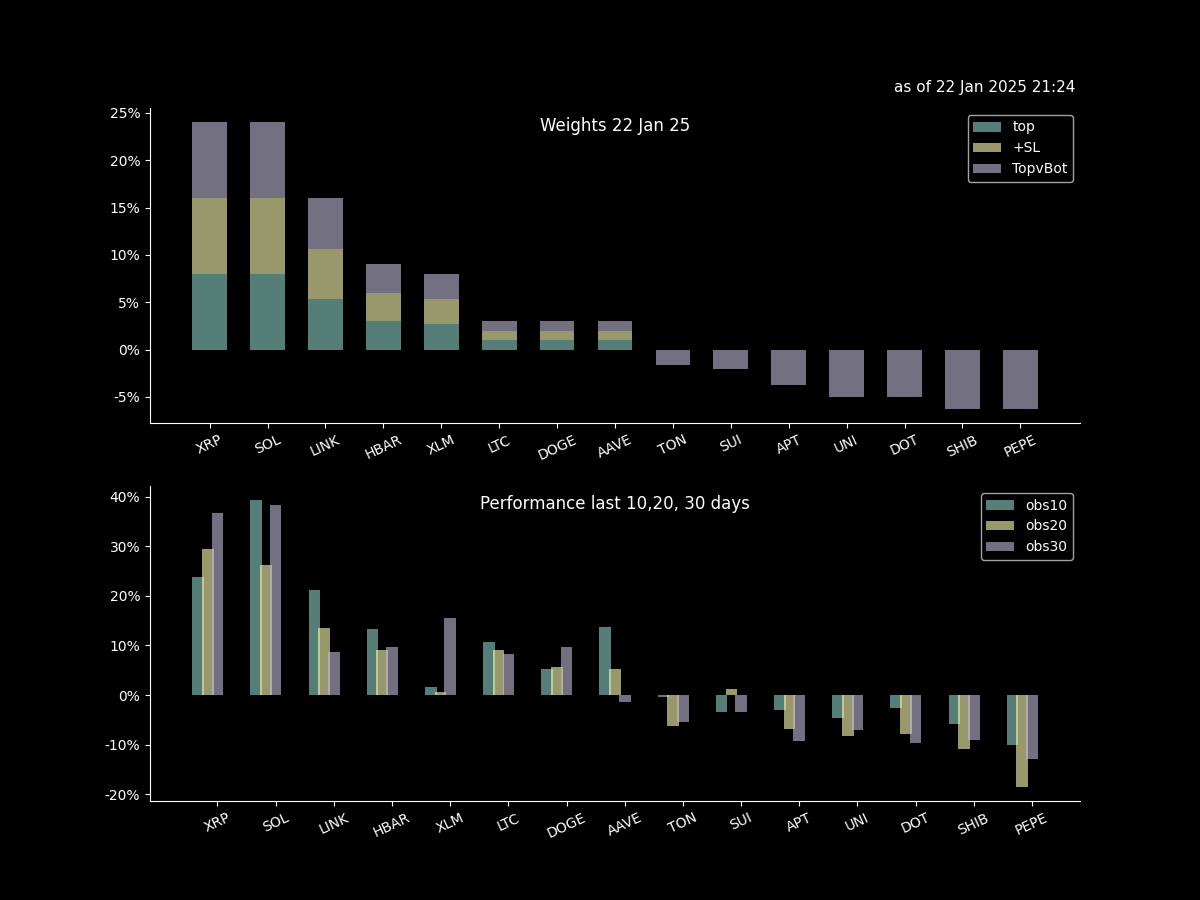 as of 22 Jan 2025 21:24
Weights 22 Jan 25
top
+SL
TopvBot
25%
20%
15%
10%
5%
0%
-5%
XRP SOL LINK HBAR XLM LTC DOGE AAVE TON SUI APT UNI DOT SHIB PEPE
Performance last 10,20, 30 days
obs10
obs20
obs30
40%
30%
20%
10%
0%
-10%
-20%
XRP SOL LINK HBAR XLM LTC DOGE AAVE TON SUI APT UNI DOT SHIB PEPE